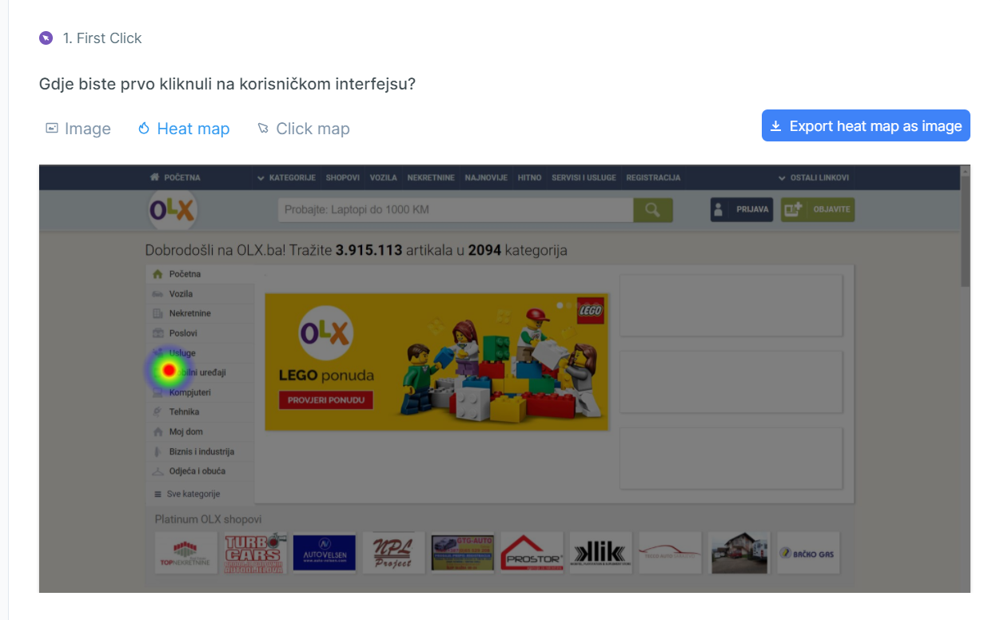 1. First Click
Gdje biste prvo kliknuli na korisničkom interfejsu?
Image Heat map Click map Export heat map as image
POČETNA KATEGORIJE SHOPOVI VOZILA NEKRETNINE NAJNOVIJE HITNO SERVISI I USLUGE REGISTRACIJA OSTALI LINKOVI
OLX Probajte: Laptopi do 1000 KM PRIJAVA OBJAVITE
Dobrodošli na OLX.ba! Tražite 3.915.113 artikala u 2094 kategorija
Početna
Vozila
Nekretnine
Poslovi
Usluge
Mobilni uređaji
Kompjuteri
Tehnika
Moj dom
Biznis i industrija
Odjeća i obuća
Sve kategorije
OLX
LEGO
LEGO ponuda
PROVJERI PONUDU
Platinum OLX shopovi
TOPNEKRETNINE
TURBO
CARS
AUTO VELSEN
NPL
Project
GTG-AUTO
PROSTOR
klik
BAČKO GAS